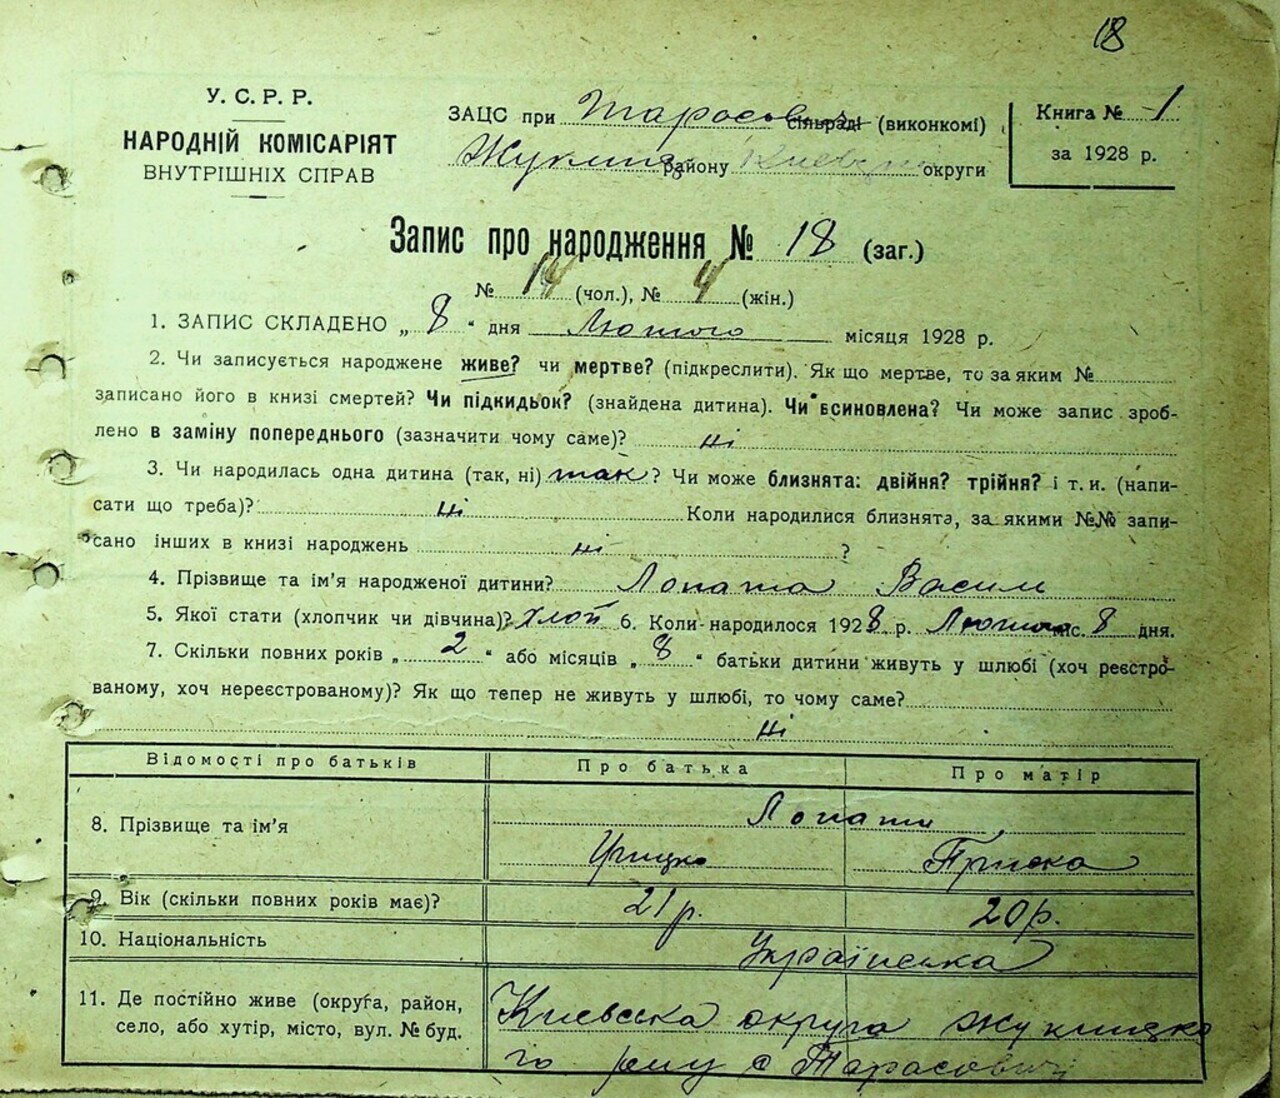 18
У. С. Р. Р.
НАРОДНІЙ КОМІСАРІЯТ
ВНУТРІШНІХ СПРАВ
ЗАЦС при Тарасович сільраді (виконкомі)
району округи
Книга № 1
за 1928 р.
Запис про народження № 18 (заг.)
№ 14 (чол.), № 4 (жін.)
1. ЗАПИС СКЛАДЕНО „ 8 “ дня Лютого місяця 1928 р.
2. Чи записується народжене живе? чи мертве? (підкреслити). Як що мертве, то за яким №
записано його в книзі смертей? Чи підкидьок? (знайдена дитина). Чи всиновлена? Чи може запис зроб-
лено в заміну попереднього (зазначити чому саме)? ні
3. Чи народилась одна дитина (так, ні) так? Чи може близнята: двійня? трійня? і т. и. (напи-
сати що треба)? ні Коли народилися близнята, за якими №№ запи-
сано інших в книзі народжень ні ?
4. Прізвище та ім'я народженої дитини? Лопата Василь
5. Якої стати (хлопчик чи дівчина)? хлоп 6. Коли народилося 1928 р. Лютого міс. 8 дня.
7. Скільки повних років „ 2 “ або місяців „ 8 “ батьки дитини живуть у шлюбі (хоч реєстро-
ваному, хоч нереєстрованому)? Як що тепер не живуть у шлюбі, то чому саме?
ні
Відомості про батьків Про батька Про матір
8. Прізвище та ім'я Лопати
Грицко Пріська
9. Вік (скільки повних років має)? 21 р. 20 р.
10. Національність Українська
11. Де постійно живе (округа, район,
село, або хутір, місто, вул. № буд.
Киевська округа Жукинцко
го р-ну с Тарасовичі